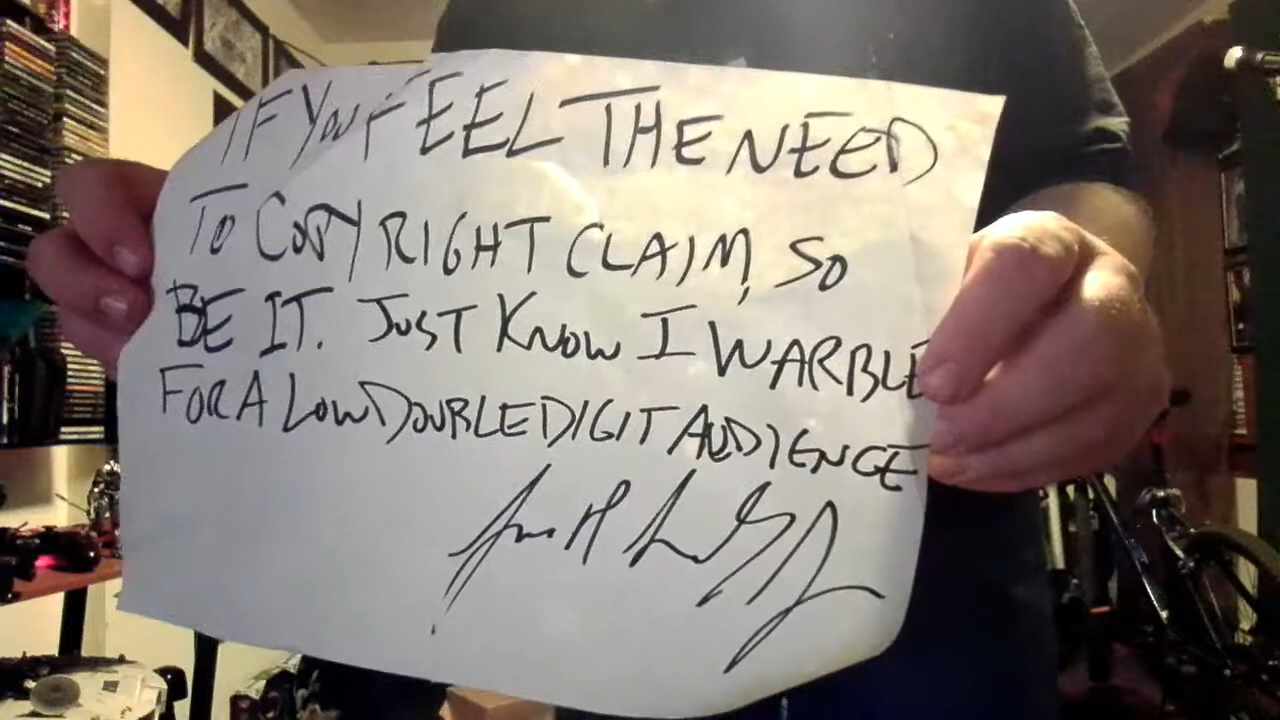 IF YOU FEEL THE NEED
TO COPYRIGHT CLAIM, SO
BE IT. JUST KNOW I WARBLE
FOR A LOW DOUBLE DIGIT AUDIENCE